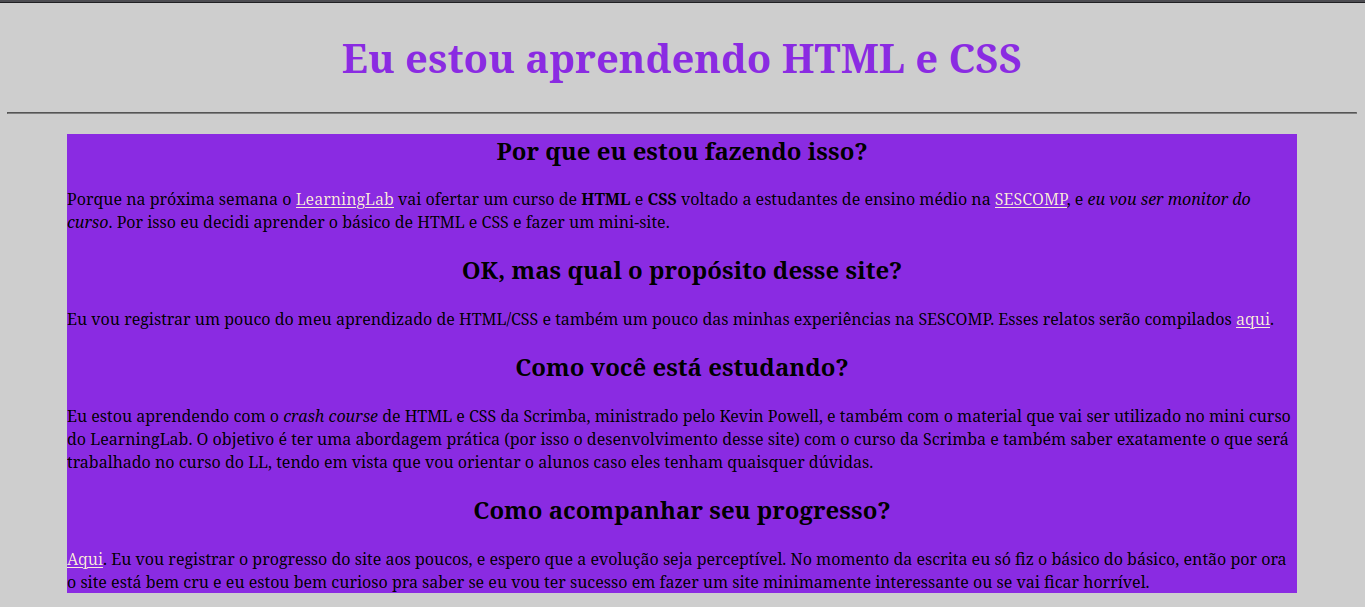 Eu estou aprendendo HTML e CSS
Por que eu estou fazendo isso?
Porque na próxima semana o LearningLab vai ofertar um curso de HTML e CSS voltado a estudantes de ensino médio na SESCOMP, e eu vou ser monitor do
curso. Por isso eu decidi aprender o básico de HTML e CSS e fazer um mini-site.
OK, mas qual o propósito desse site?
Eu vou registrar um pouco do meu aprendizado de HTML/CSS e também um pouco das minhas experiências na SESCOMP. Esses relatos serão compilados aqui.
Como você está estudando?
Eu estou aprendendo com o crash course de HTML e CSS da Scrimba, ministrado pelo Kevin Powell, e também com o material que vai ser utilizado no mini curso
do LearningLab. O objetivo é ter uma abordagem prática (por isso o desenvolvimento desse site) com o curso da Scrimba e também saber exatamente o que será
trabalhado no curso do LL, tendo em vista que vou orientar o alunos caso eles tenham quaisquer dúvidas.
Como acompanhar seu progresso?
Aqui. Eu vou registrar o progresso do site aos poucos, e espero que a evolução seja perceptível. No momento da escrita eu só fiz o básico do básico, então por ora
o site está bem cru e eu estou bem curioso pra saber se eu vou ter sucesso em fazer um site minimamente interessante ou se vai ficar horrível.